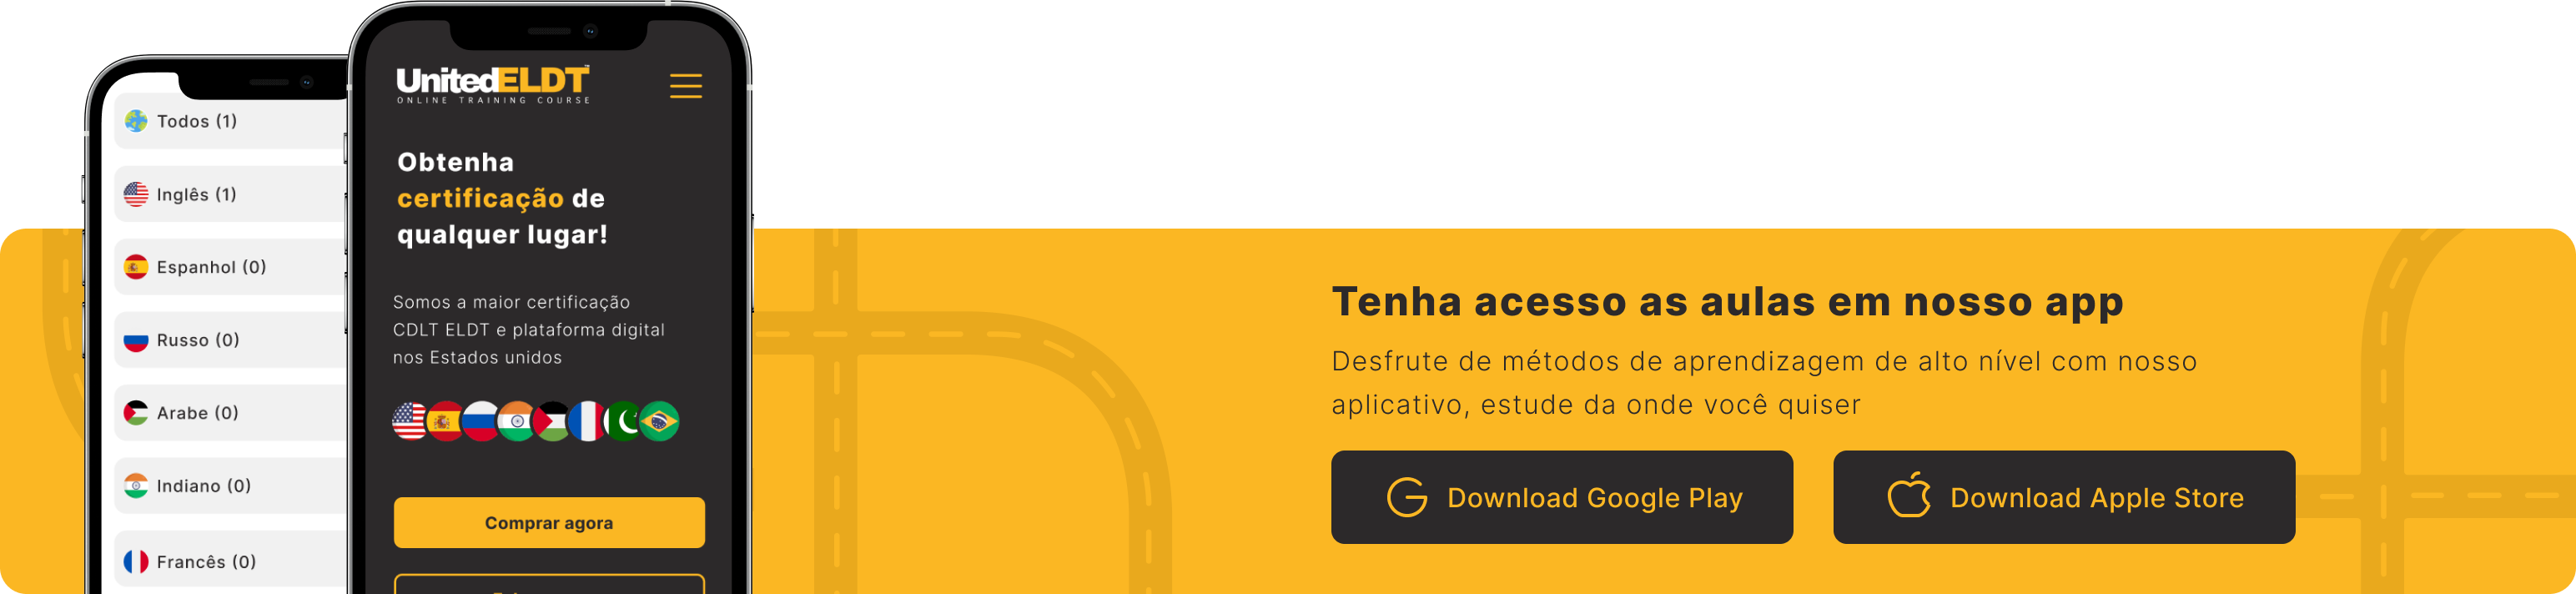 Todos (1)
Inglês (1)
Espanhol (0)
Russo (0)
Arabe (0)
Indiano (0)
Francês (0)
UnitedELDT
ONLINE TRAINING COURSE
Obtenha
certificação de
qualquer lugar!
Somos a maior certificação
CDLT ELDT e plataforma digital
nos Estados unidos
Comprar agora
Tenha acesso as aulas em nosso app
Desfrute de métodos de aprendizagem de alto nível com nosso
aplicativo, estude da onde você quiser
Download Google Play
Download Apple Store